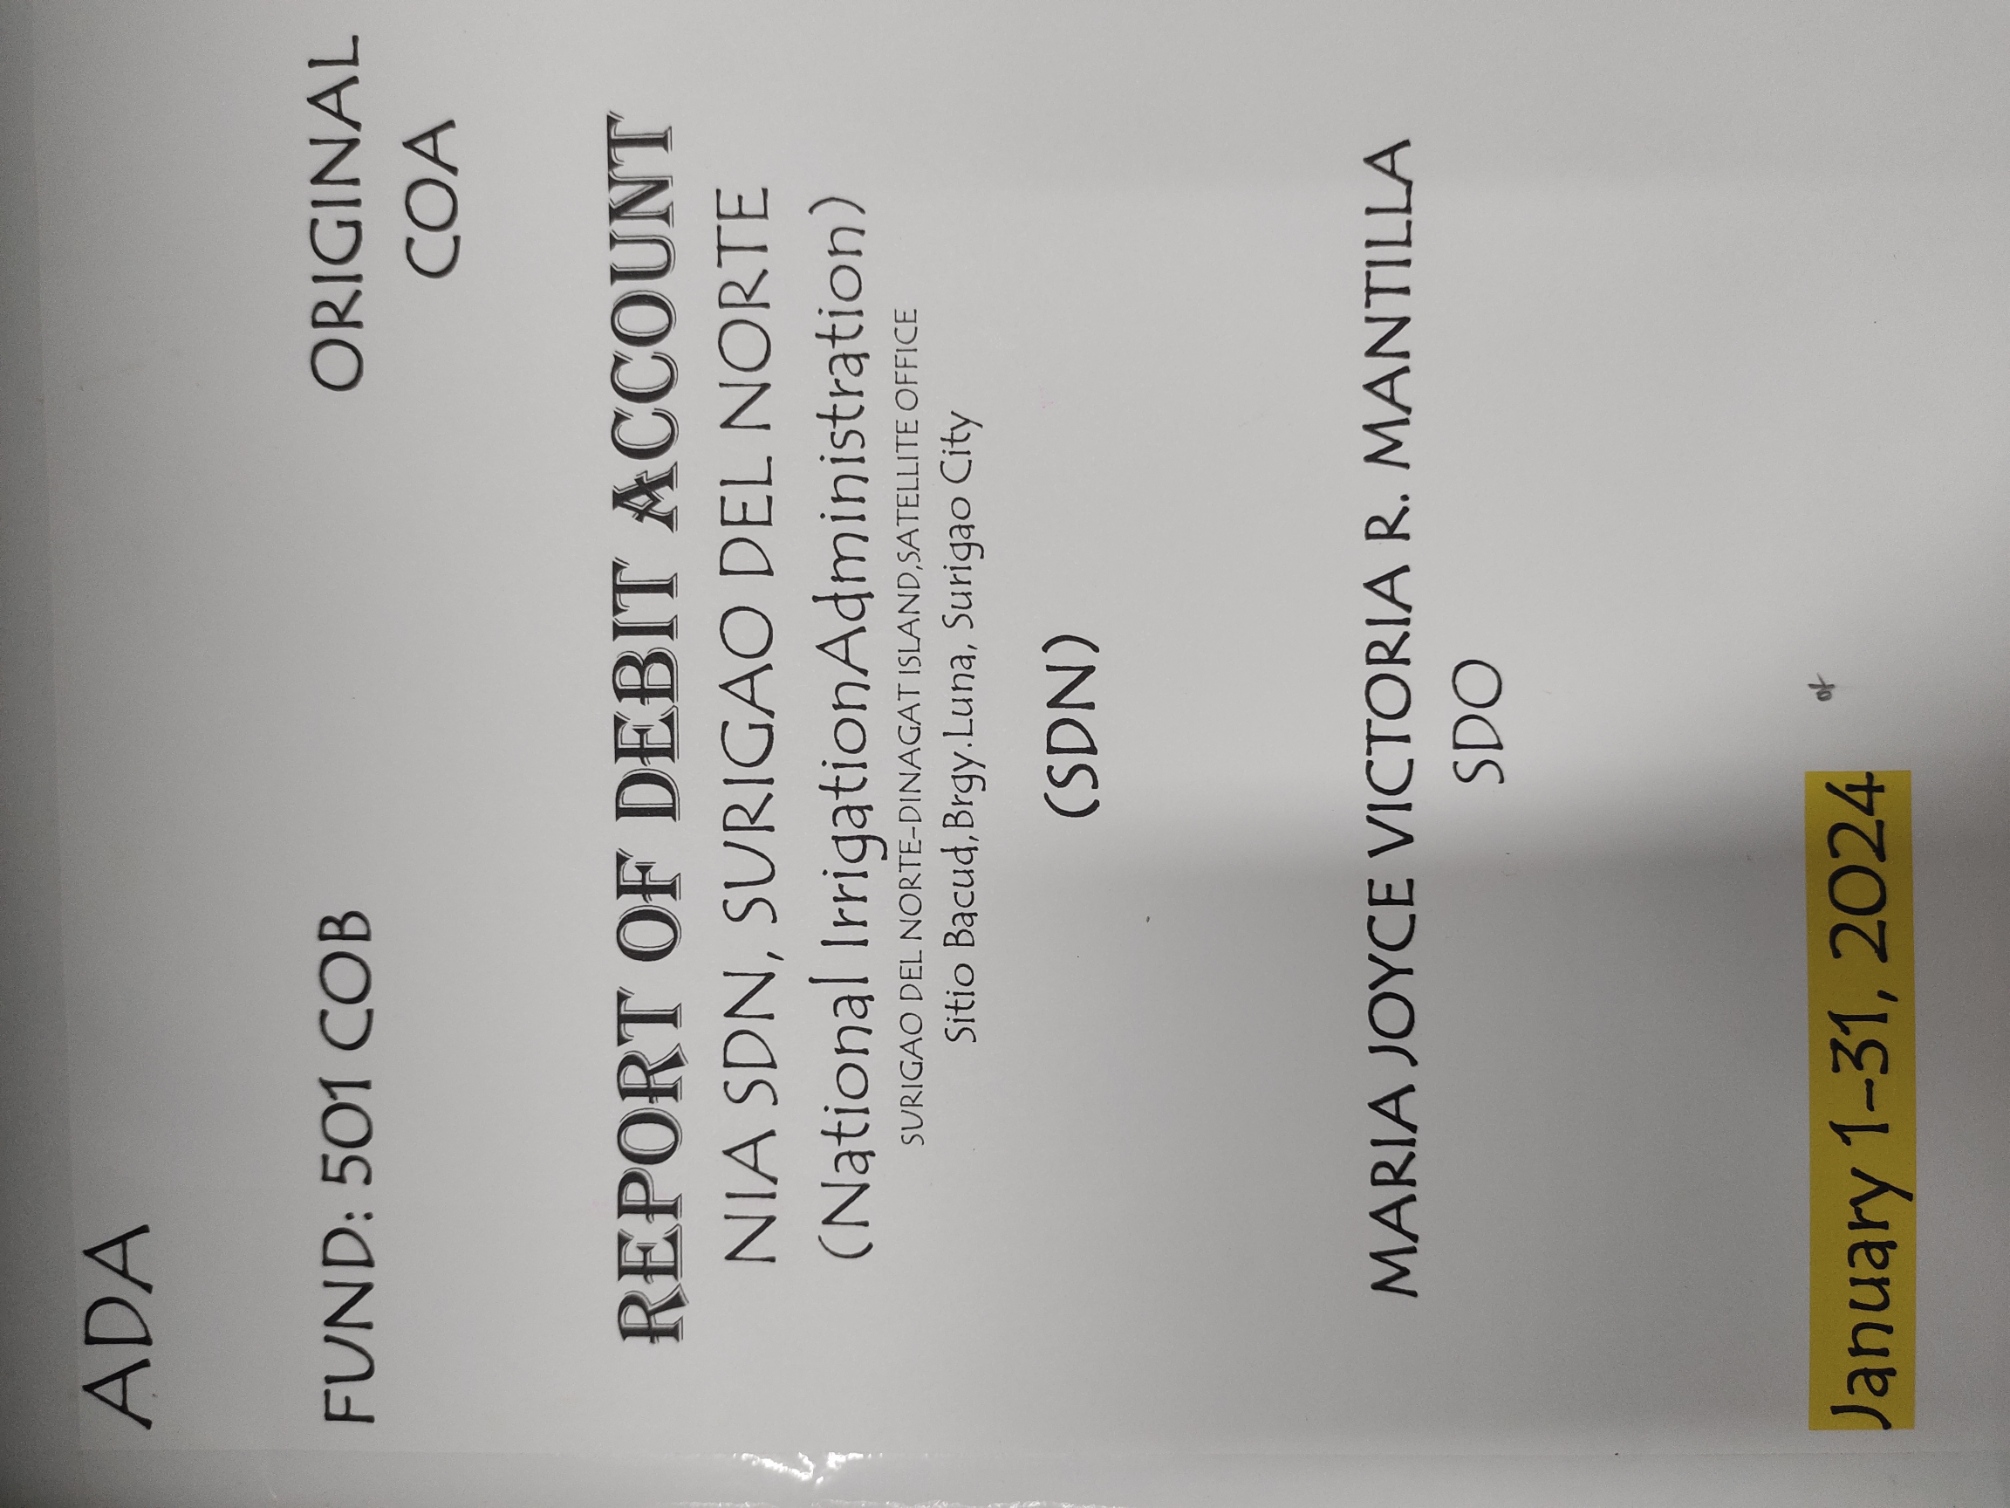 ADA
FUND: 501 COB
ORIGINAL
COA
REPORT OF DEBIT ACCOUNT
NIA SDN, SURIGAO DEL NORTE
(National IrrigationAdministration)
SURIGAO DEL NORTE-DINAGAT ISLAND,SATELLITE OFFICE
Sitio Bacud,Brgy.Luna, Surigao City
(SDN)
MARIA JOYCE VICTORIA R. MANTILLA
SDO
January 1-31, 2024